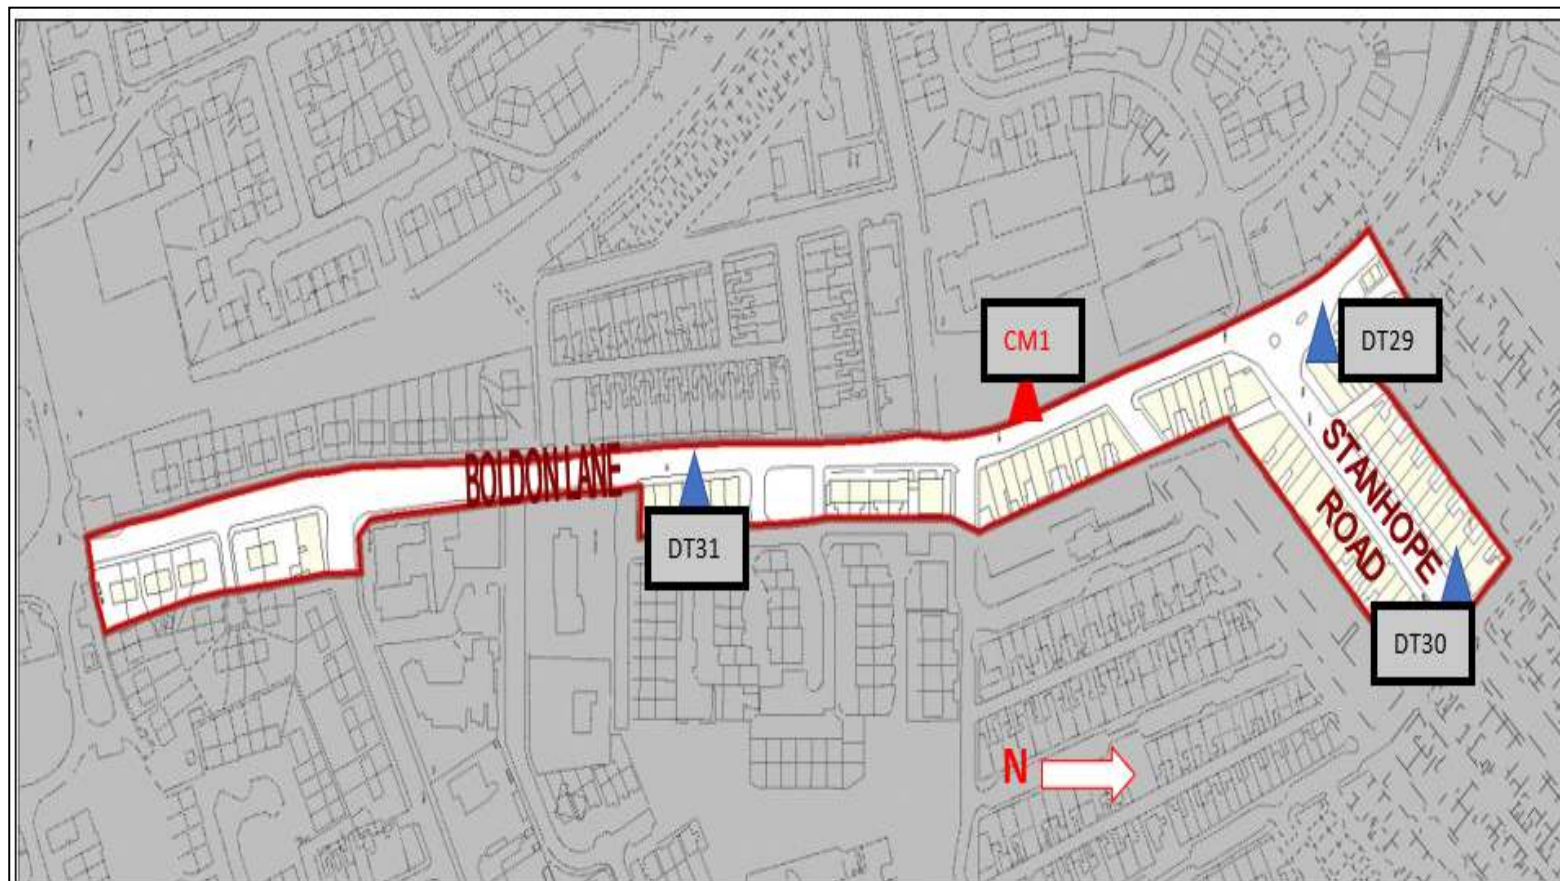 CM1
DT29
STANHOPE
ROAD
BOLDON LANE
DT31
DT30
N